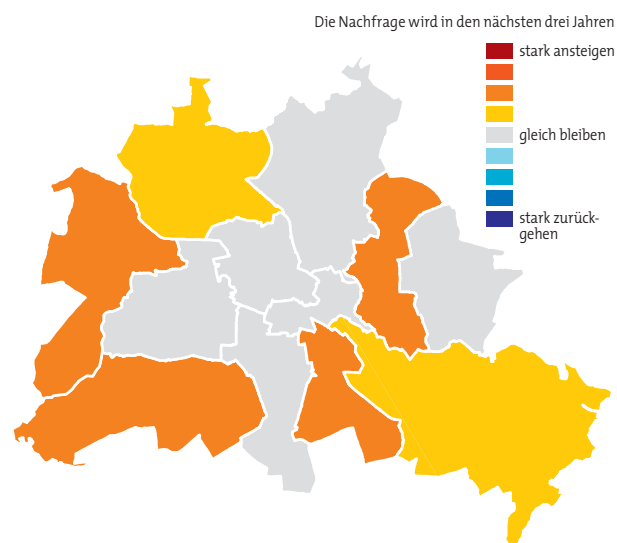 Die Nachfrage wird in den nächsten drei Jahren
stark ansteigen
gleich bleiben
stark zurück-
gehen